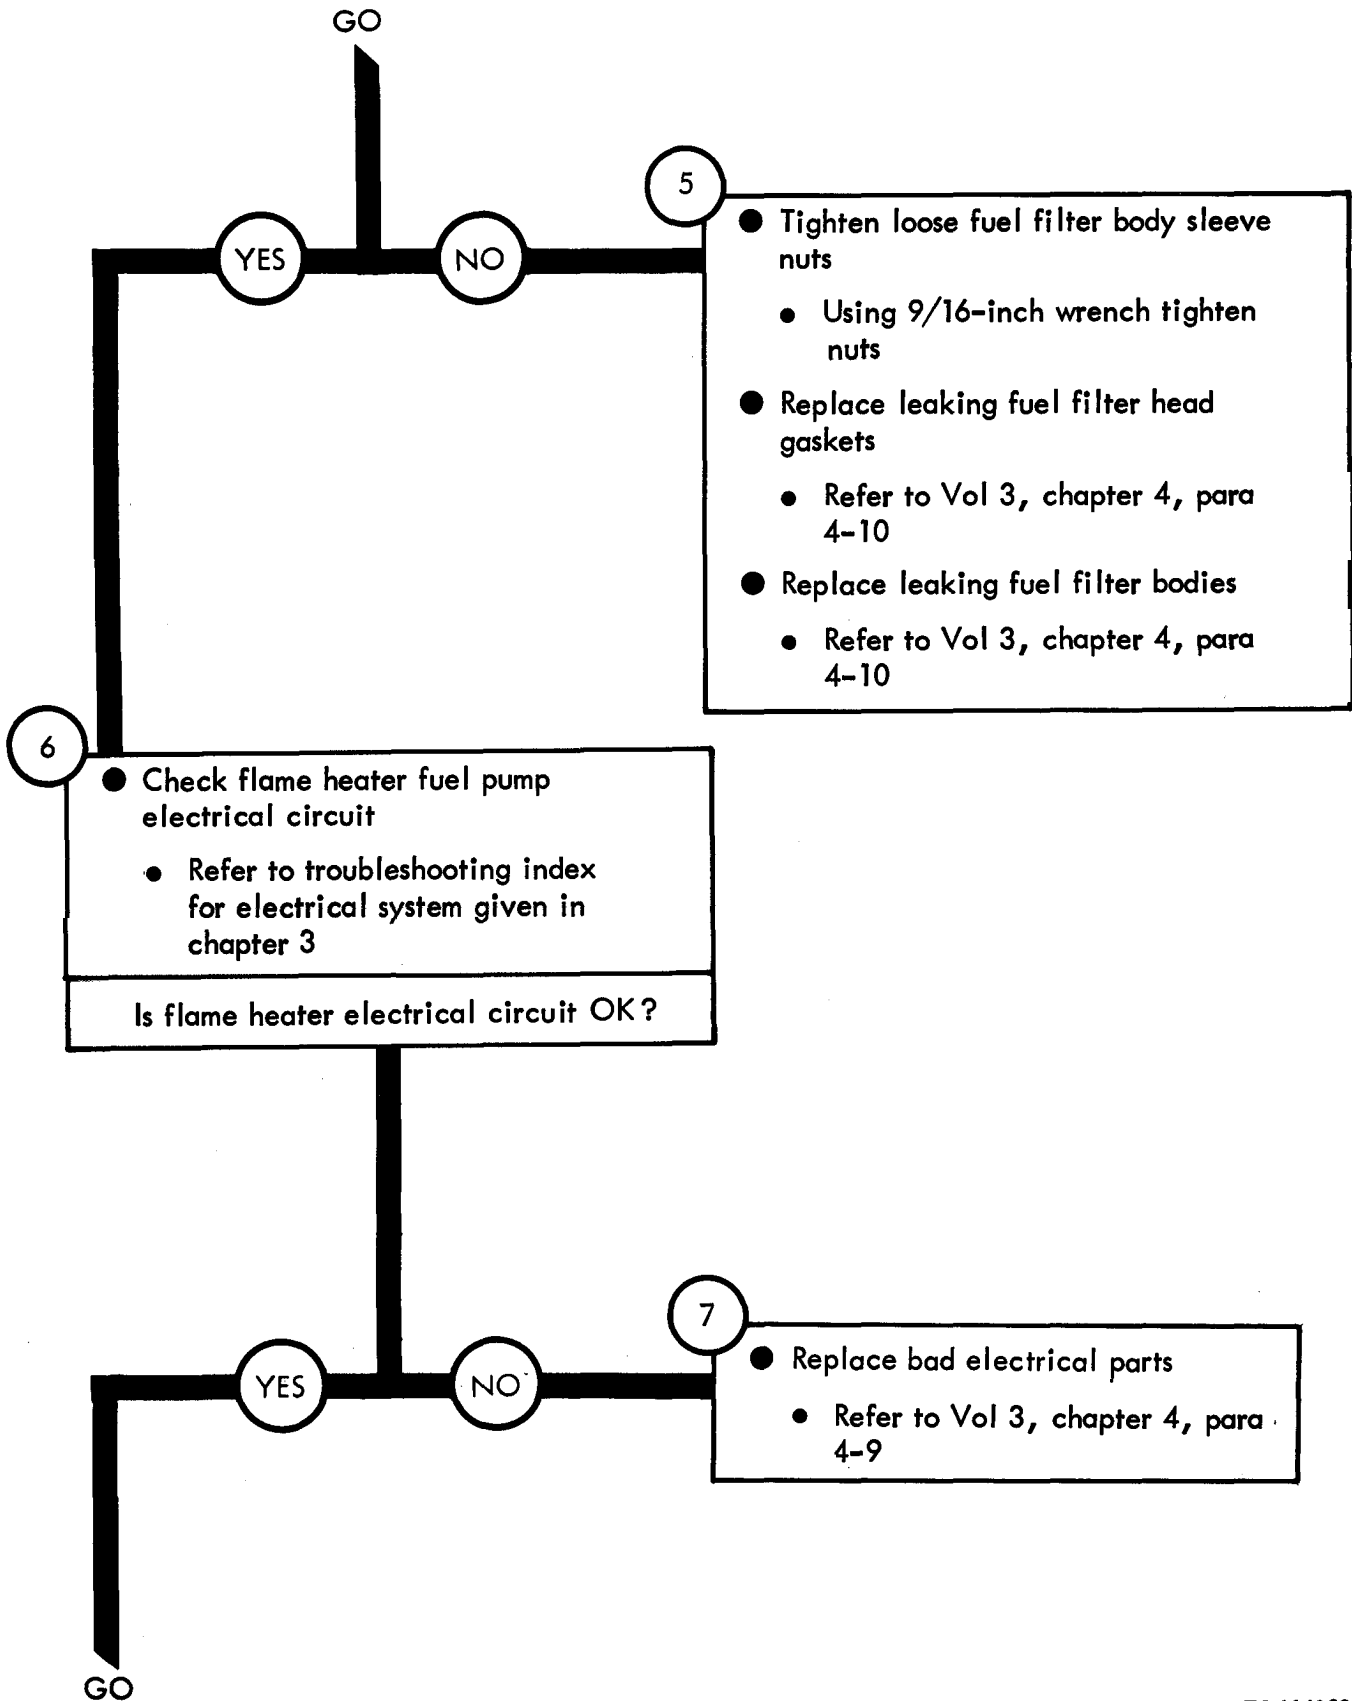 GO
YES
NO
5
● Tighten loose fuel filter body sleeve
nuts
● Using 9/16-inch wrench tighten
nuts
● Replace leaking fuel filter head
gaskets
● Refer to Vol 3, chapter 4, para
4-10
● Replace leaking fuel filter bodies
● Refer to Vol 3, chapter 4, para
4-10
6
● Check flame heater fuel pump
electrical circuit
● Refer to troubleshooting index
for electrical system given in
chapter 3
Is flame heater electrical circuit OK?
YES
NO
7
● Replace bad electrical parts
● Refer to Vol 3, chapter 4, para
4-9
GO